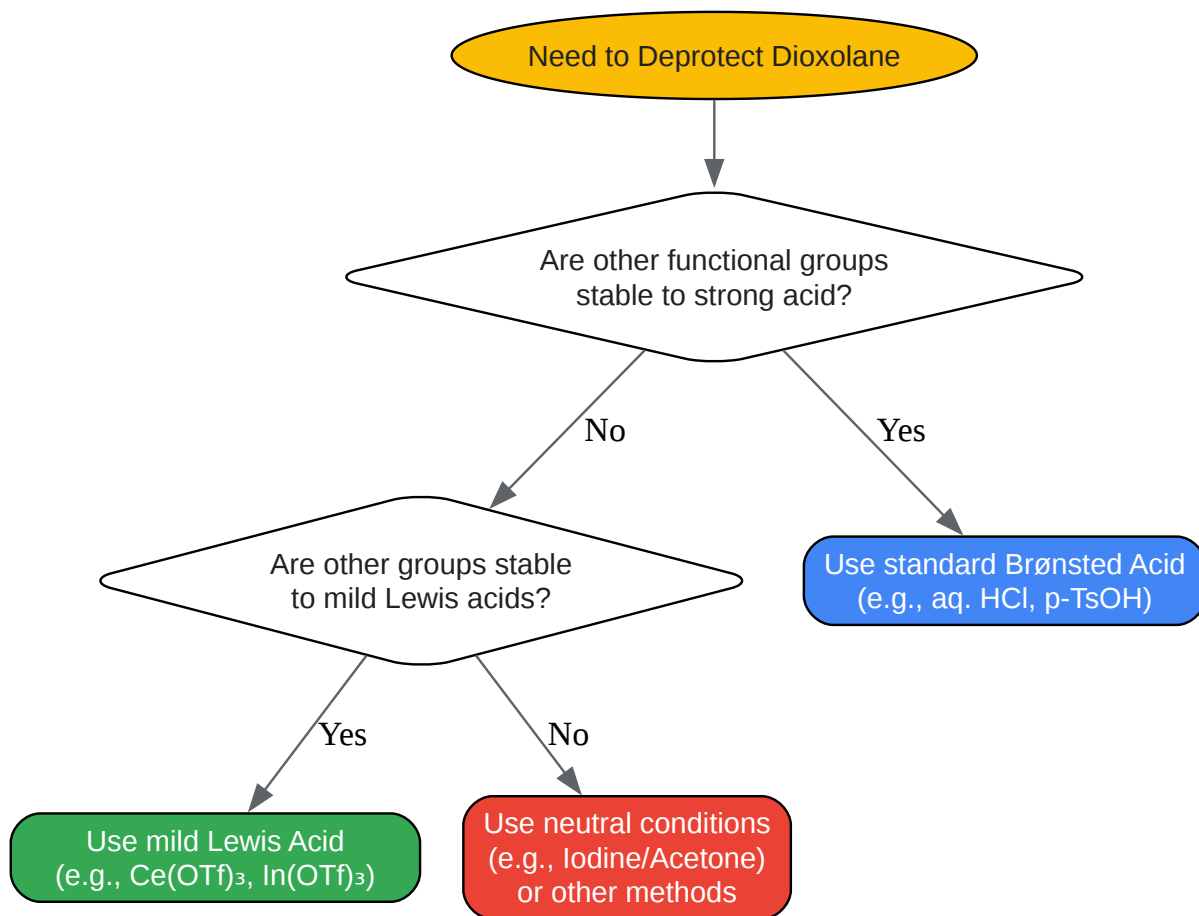 Need to Deprotect Dioxolane
Are other functional groups
stable to strong acid?
No
Yes
Are other groups stable
to mild Lewis acids?
Use standard Brønsted Acid
(e.g., aq. HCl, p-TsOH)
Yes
No
Use mild Lewis Acid
(e.g., Ce(OTf)₃, In(OTf)₃)
Use neutral conditions
(e.g., Iodine/Acetone)
or other methods